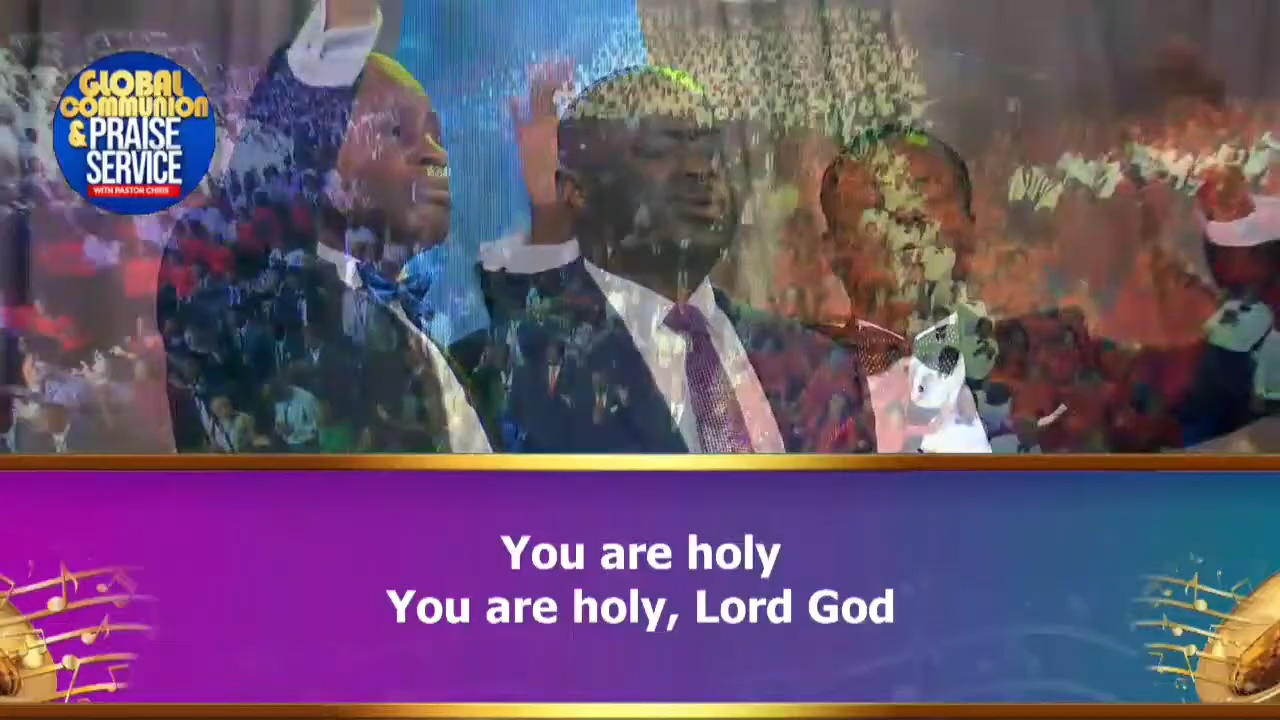 GLOBAL
COMMUNION
& PRAISE
SERVICE
WITH PASTOR CHRIS
You are holy
You are holy, Lord God